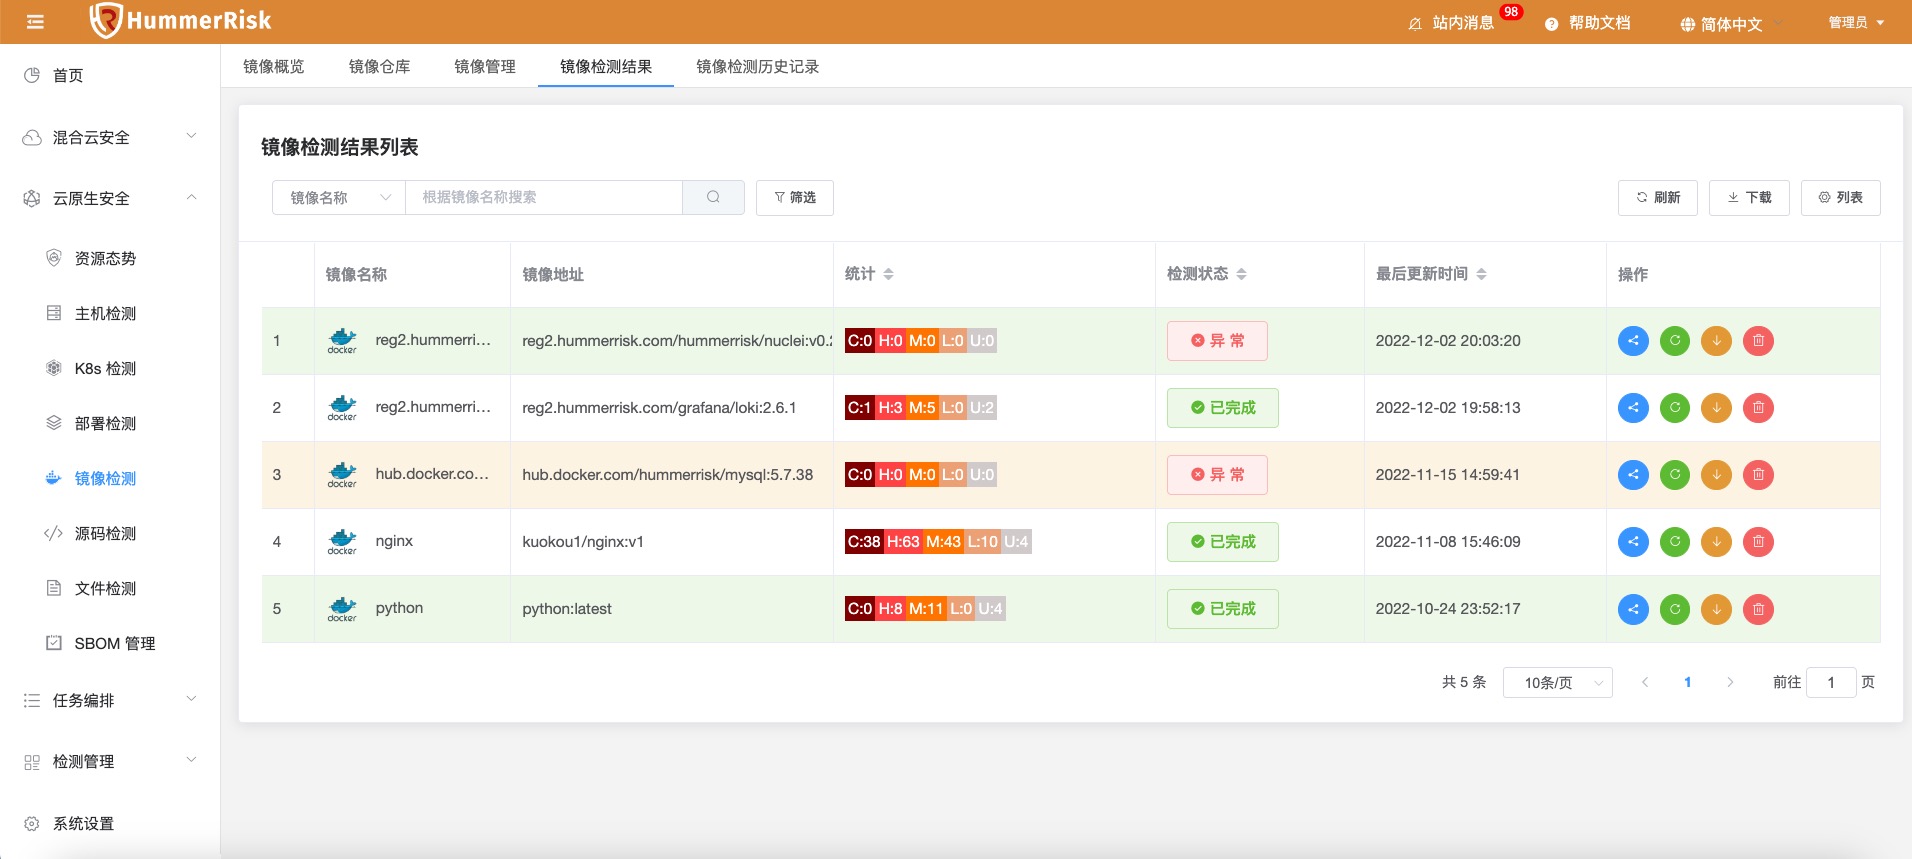 HummerRisk
站内消息 98
帮助文档
简体中文
管理员
首页
混合云安全
云原生安全
资源态势
主机检测
K8s 检测
部署检测
镜像检测
源码检测
文件检测
SBOM 管理
任务编排
检测管理
系统设置
镜像概览 镜像仓库 镜像管理 镜像检测结果 镜像检测历史记录
镜像检测结果列表
镜像名称 根据镜像名称搜索 筛选 刷新 下载 列表
镜像名称 镜像地址 统计 检测状态 最后更新时间 操作
1 docker reg2.hummerri... reg2.hummerrisk.com/hummerrisk/nuclei:v0.2 C:0 H:0 M:0 L:0 U:0 异 常 2022-12-02 20:03:20
2 docker reg2.hummerri... reg2.hummerrisk.com/grafana/loki:2.6.1 C:1 H:3 M:5 L:0 U:2 已完成 2022-12-02 19:58:13
3 docker hub.docker.co... hub.docker.com/hummerrisk/mysql:5.7.38 C:0 H:0 M:0 L:0 U:0 异 常 2022-11-15 14:59:41
4 docker nginx kuokou1/nginx:v1 C:38 H:63 M:43 L:10 U:4 已完成 2022-11-08 15:46:09
5 docker python python:latest C:0 H:8 M:11 L:0 U:4 已完成 2022-10-24 23:52:17
共 5 条 10条/页 1 前往 1 页